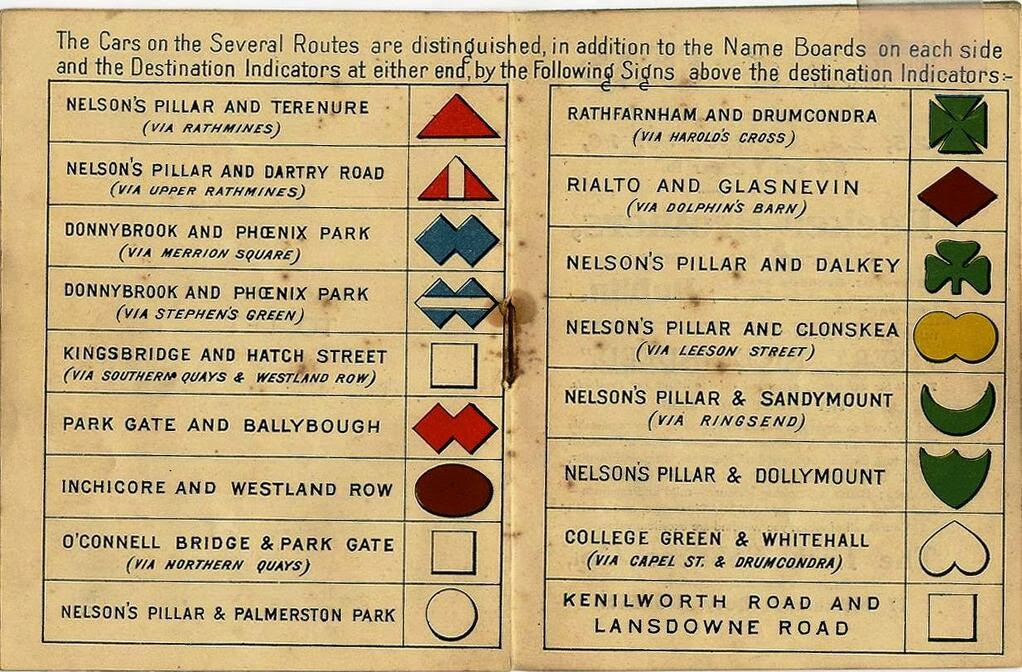 The Cars on the Several Routes are distinguished, in addition to the Name Boards on each side
and the Destination Indicators at either end, by the Following Signs above the destination Indicators:-
NELSON'S PILLAR AND TERENURE
(VIA RATHMINES)
NELSON'S PILLAR AND DARTRY ROAD
(VIA UPPER RATHMINES)
DONNYBROOK AND PHŒNIX PARK
(VIA MERRION SQUARE)
DONNYBROOK AND PHŒNIX PARK
(VIA STEPHEN'S GREEN)
KINGSBRIDGE AND HATCH STREET
(VIA SOUTHERN QUAYS & WESTLAND ROW)
PARK GATE AND BALLYBOUGH
INCHICORE AND WESTLAND ROW
O'CONNELL BRIDGE & PARK GATE
(VIA NORTHERN QUAYS)
NELSON'S PILLAR & PALMERSTON PARK
RATHFARNHAM AND DRUMCONDRA
(VIA HAROLD'S CROSS)
RIALTO AND GLASNEVIN
(VIA DOLPHIN'S BARN)
NELSON'S PILLAR AND DALKEY
NELSON'S PILLAR AND CLONSKEA
(VIA LEESON STREET)
NELSON'S PILLAR & SANDYMOUNT
(VIA RINGSEND)
NELSON'S PILLAR & DOLLYMOUNT
COLLEGE GREEN & WHITEHALL
(VIA CAPEL ST. & DRUMCONDRA)
KENILWORTH ROAD AND
LANSDOWNE ROAD